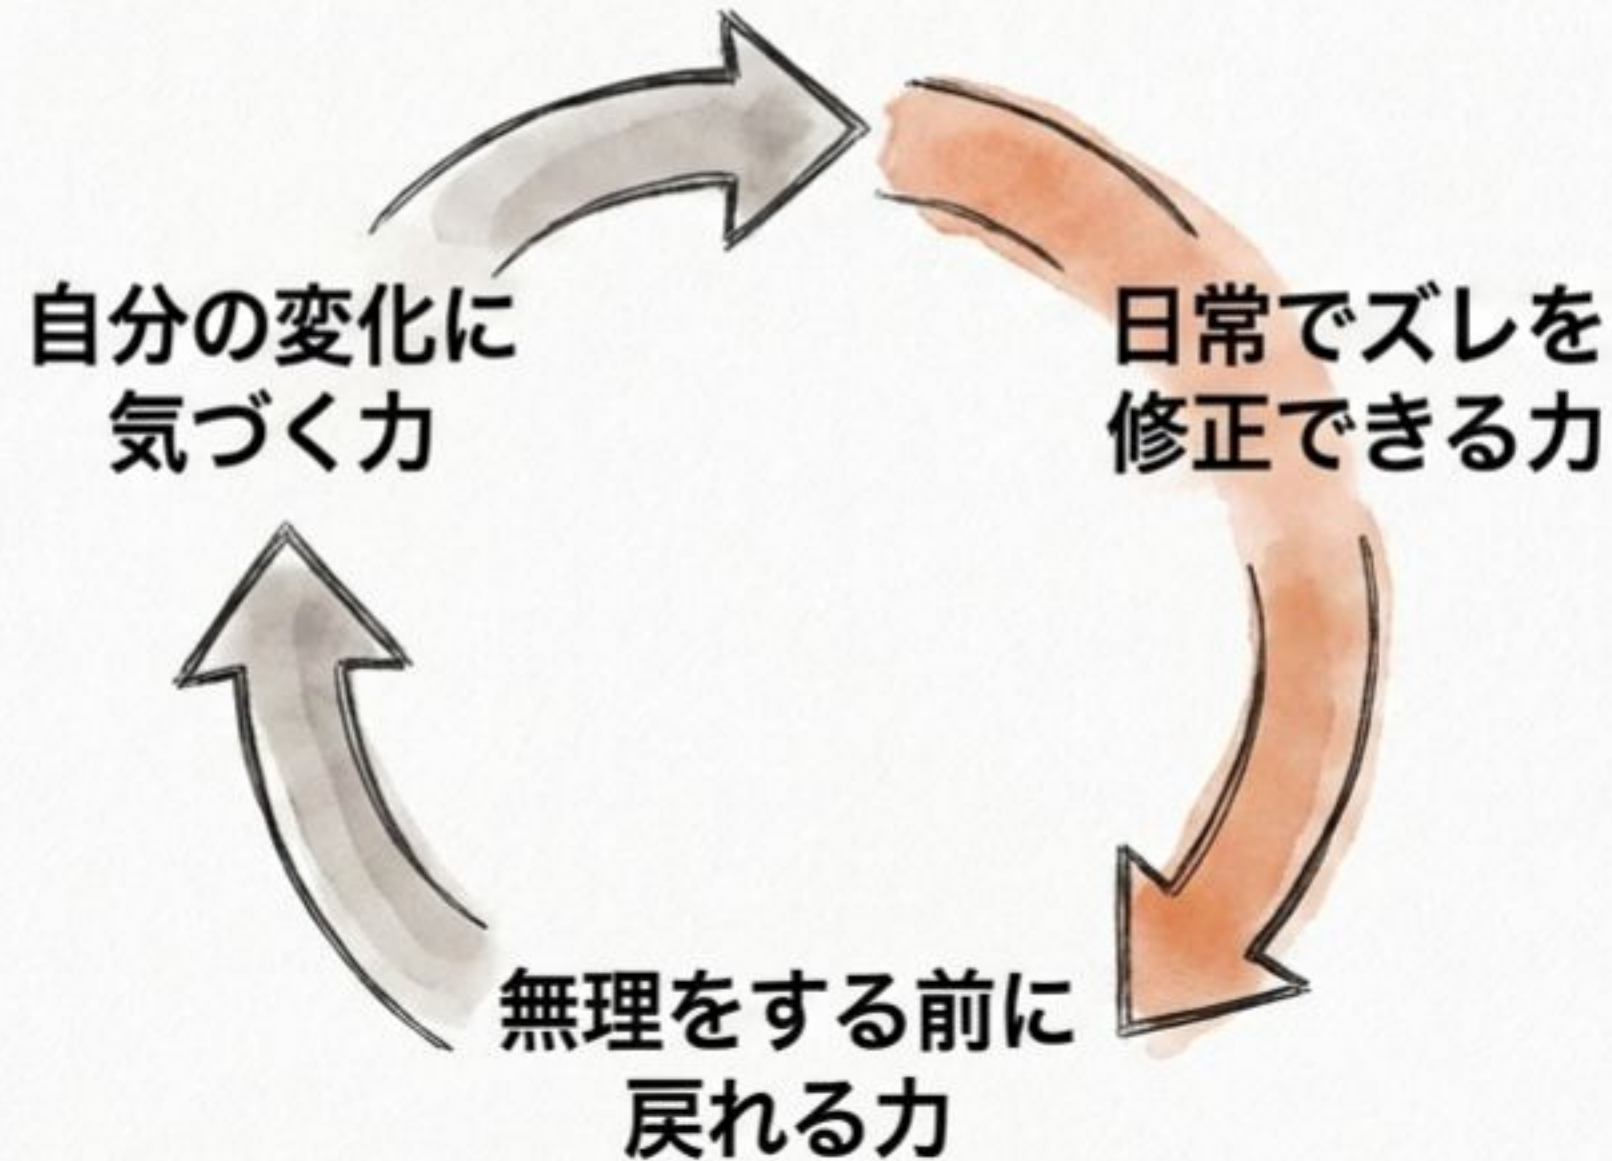 自分の変化に
気づく力
日常でズレを
修正できる力
無理をする前に
戻れる力